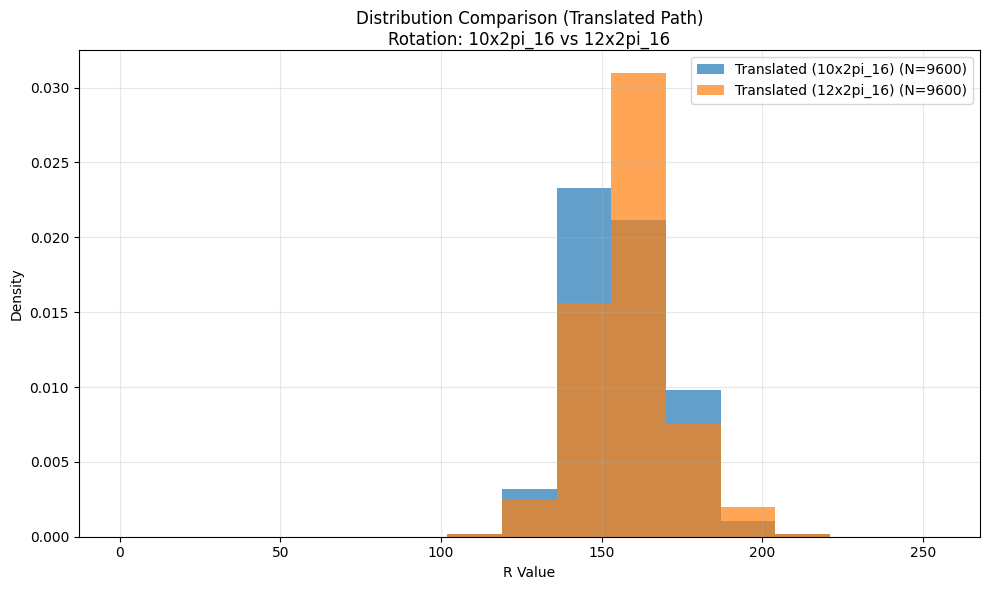 Distribution Comparison (Translated Path)
Rotation: 10x2pi_16 vs 12x2pi_16
Translated (10x2pi_16) (N=9600)
Translated (12x2pi_16) (N=9600)
Density
0.030
0.025
0.020
0.015
0.010
0.005
0.000
0 50 100 150 200 250
R Value